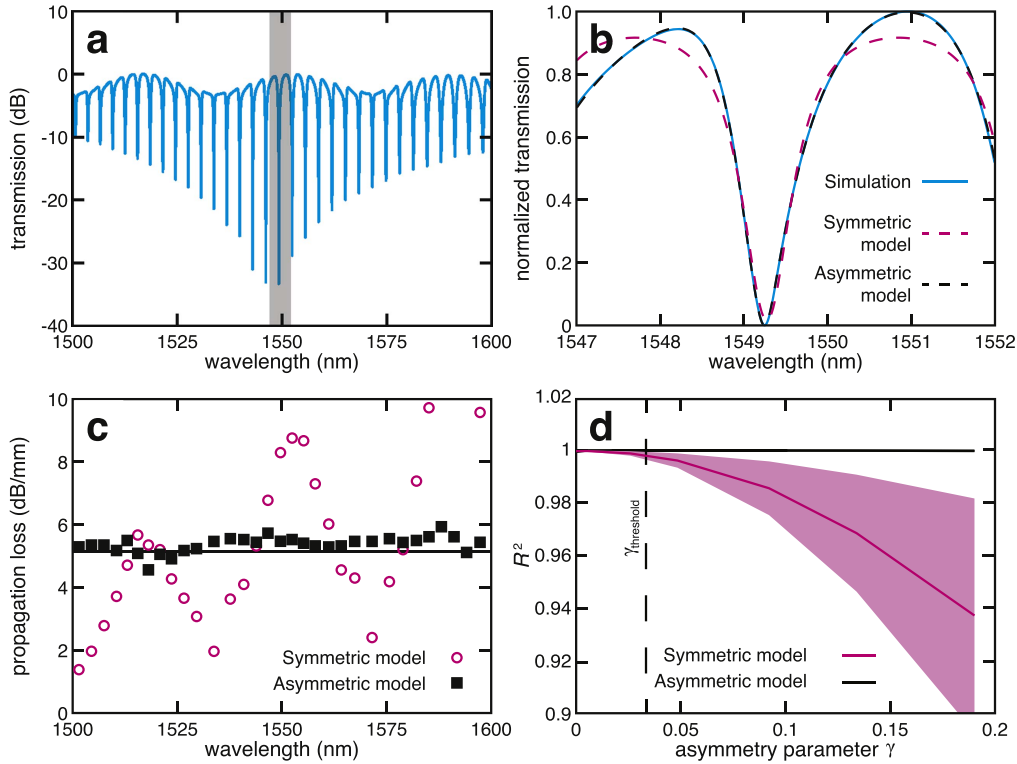 a
10
0
-10
-20
-30
-40
transmission (dB)
1500
1525
1550
1575
1600
wavelength (nm)
b
1.0
0.8
0.6
0.4
0.2
0
normalized transmission
Simulation
Symmetric
model
Asymmetric
model
1547
1548
1549
1550
1551
1552
wavelength (nm)
c
10
8
6
4
2
0
propagation loss (dB/mm)
Symmetric model
Asymmetric model
1500
1525
1550
1575
1600
wavelength (nm)
d
1.02
1
0.98
0.96
0.94
0.92
0.9
R²
γthreshold
Symmetric model
Asymmetric model
0
0.05
0.1
0.15
0.2
asymmetry parameter γ